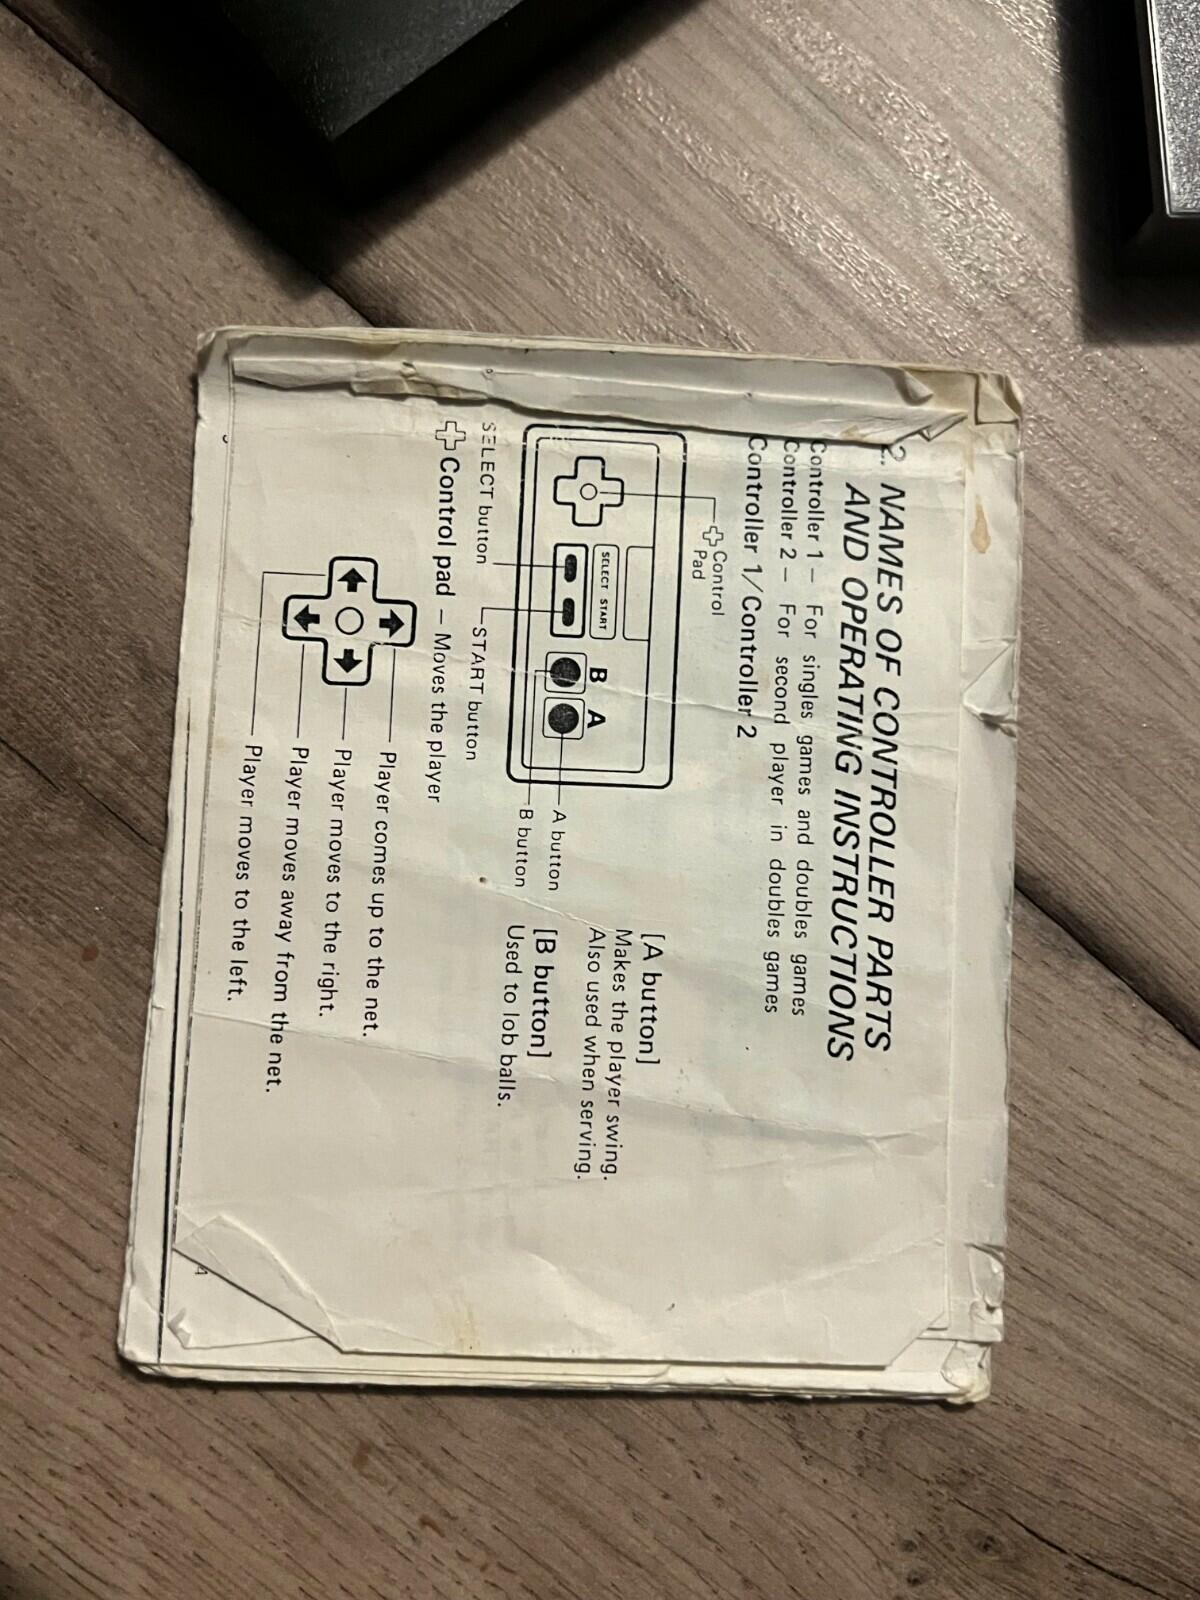 2. NAMES OF CONTROLLER PARTS
AND OPERATING INSTRUCTIONS
Controller 1 – For singles games and doubles games
Controller 2 – For second player in doubles games
Controller 1/Controller 2
Control
Pad
SELECT START
B A
A button
B button
SELECT button
START button
[A button]
Makes the player swing.
Also used when serving.
[B button]
Used to lob balls.
Control pad – Moves the player
Player comes up to the net.
Player moves to the right.
Player moves away from the net.
Player moves to the left.